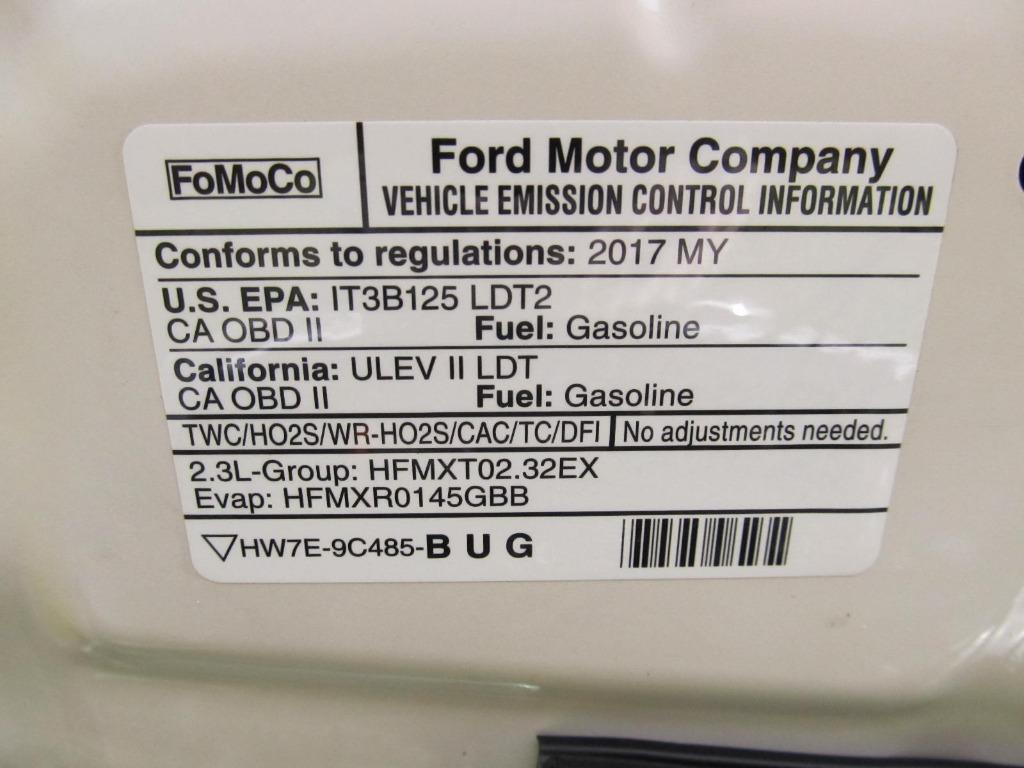 FoMoCo
Ford Motor Company
VEHICLE EMISSION CONTROL INFORMATION
Conforms to regulations: 2017 MY
U.S. EPA: IT3B125 LDT2
CA OBD II Fuel: Gasoline
California: ULEV II LDT
CA OBD II Fuel: Gasoline
TWC/HO2S/WR-HO2S/CAC/TC/DFI No adjustments needed.
2.3L-Group: HFMXT02.32EX
Evap: HFMXR0145GBB
HW7E-9C485-B U G